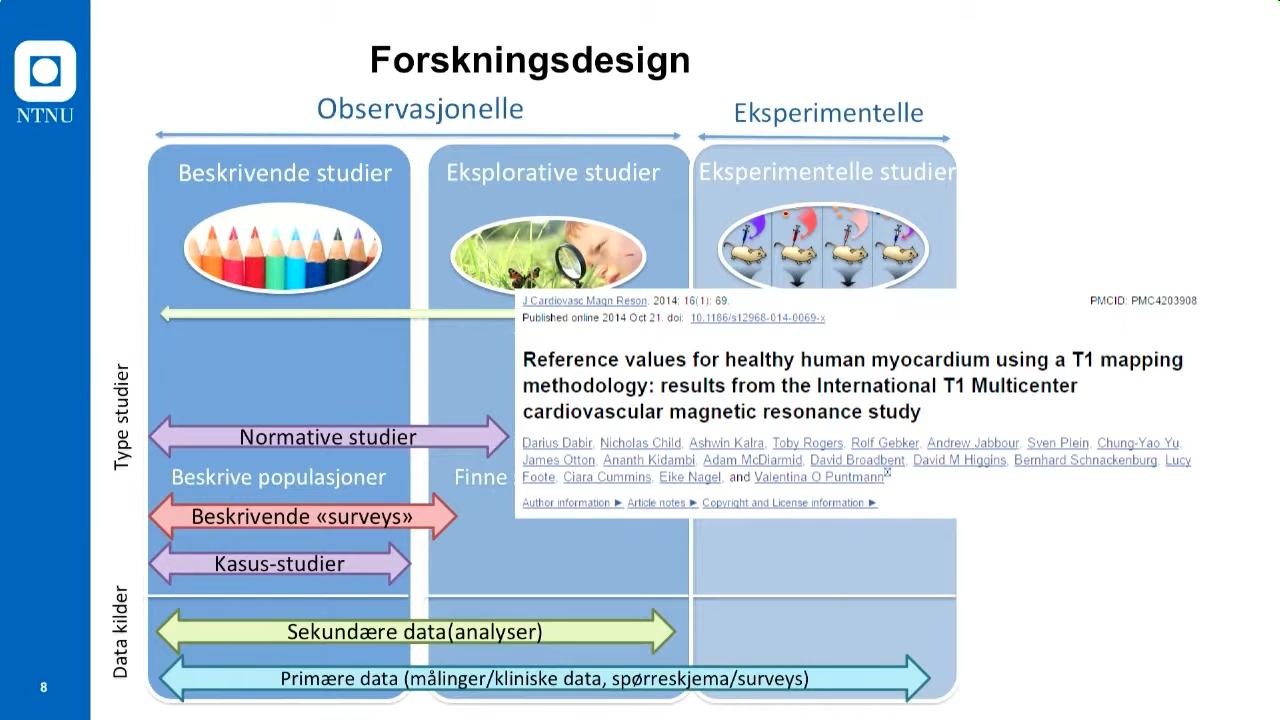 Forskningsdesign
NTNU
Observasjonelle
Eksperimentelle
Beskrivende studier
Eksplorative studier
Eksperimentelle studier
J Cardiovasc Magn Reson. 2014; 16(1): 69.
PMCID: PMC4203908
Published online 2014 Oct 21. doi: 10.1186/s12968-014-0069-x
Reference values for healthy human myocardium using a T1 mapping
methodology: results from the International T1 Multicenter
cardiovascular magnetic resonance study
Darius Dabir, Nicholas Child, Ashwin Kalra, Toby Rogers, Rolf Gebker, Andrew Jabbour, Sven Plein, Chung-Yao Yu,
James Otton, Ananth Kidambi, Adam McDiarmid, David Broadbent, David M Higgins, Bernhard Schnackenburg, Lucy
Foote, Ciara Cummins, Eike Nagel, and Valentina O Puntmann
Author information ► Article notes ► Copyright and License information ►
Type studier
Normative studier
Beskrive populasjoner
Finne
Beskrivende «surveys»
Kasus-studier
Data kilder
Sekundære data(analyser)
Primære data (målinger/kliniske data, spørreskjema/surveys)
8